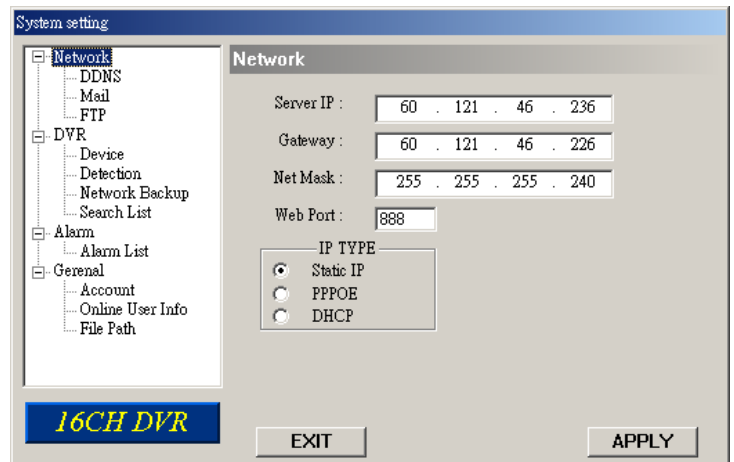 System setting
Network
DDNS
Mail
FTP
DVR
Device
Detection
Network Backup
Search List
Alarm
Alarm List
Gerenal
Account
Online User Info
File Path
16CH DVR
Network
Server IP : 60 . 121 . 46 . 236
Gateway : 60 . 121 . 46 . 226
Net Mask : 255 . 255 . 255 . 240
Web Port : 888
IP TYPE
Static IP
PPPOE
DHCP
EXIT APPLY